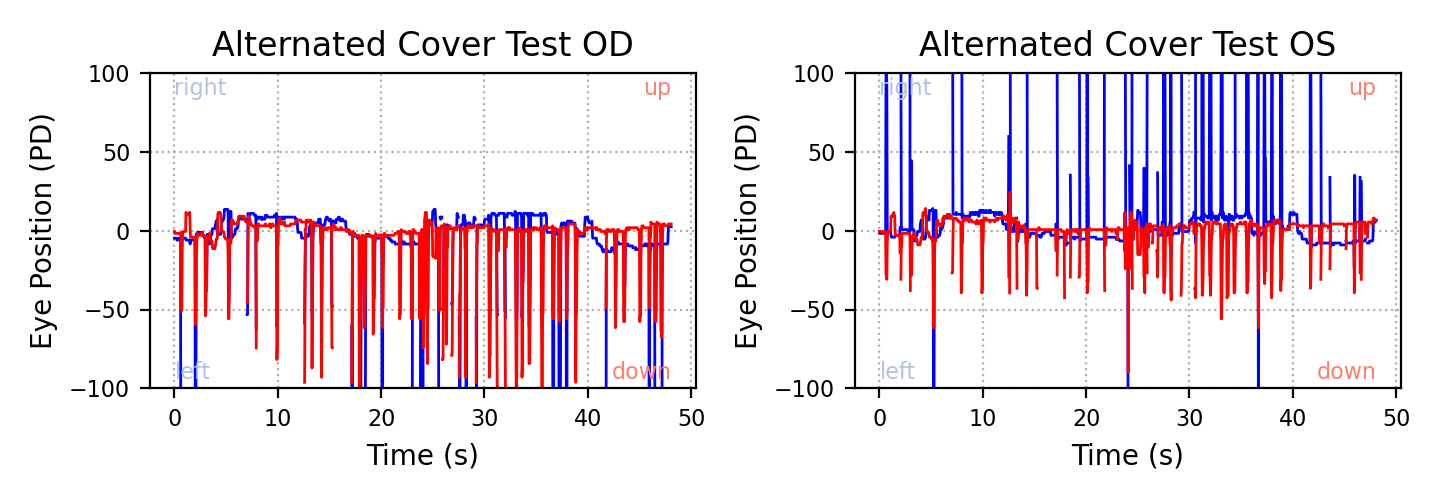 Alternated Cover Test OD
Eye Position (PD)
100
50
0
−50
−100
right
up
left
down
0 10 20 30 40 50
Time (s)
Alternated Cover Test OS
Eye Position (PD)
100
50
0
−50
−100
right
up
left
down
0 10 20 30 40 50
Time (s)